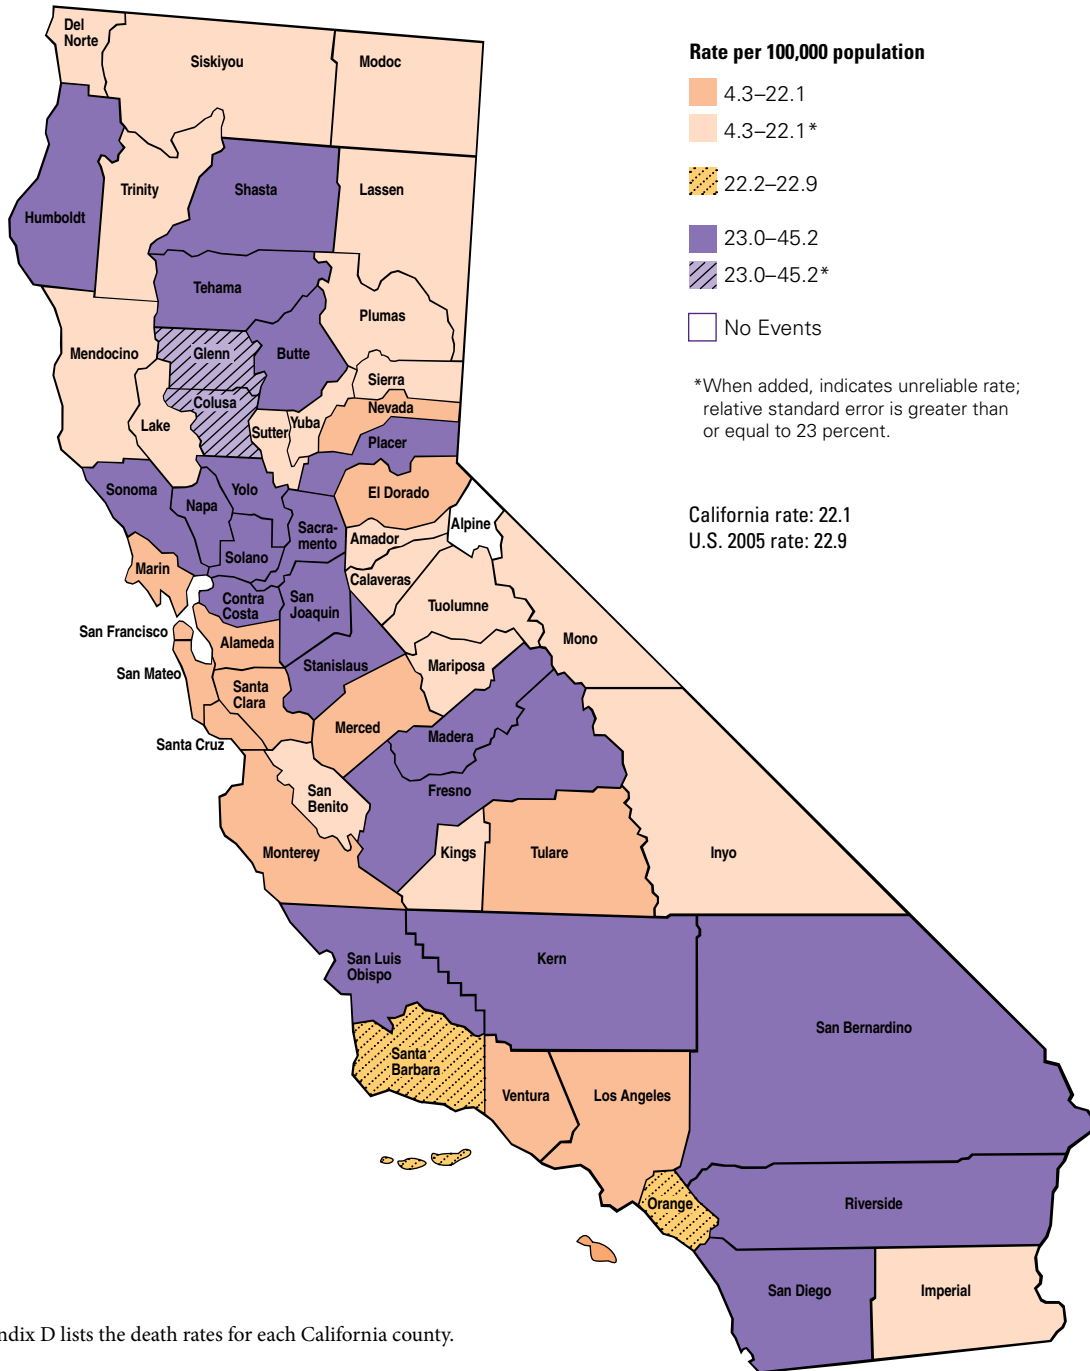 Del
Norte
Siskiyou
Modoc
Rate per 100,000 population
4.3–22.1
4.3–22.1*
22.2–22.9
23.0–45.2
23.0–45.2*
No Events
*When added, indicates unreliable rate;
relative standard error is greater than
or equal to 23 percent.
California rate: 22.1
U.S. 2005 rate: 22.9
Humboldt
Trinity
Shasta
Lassen
Tehama
Plumas
Mendocino
Glenn
Butte
Sierra
Colusa
Lake
Sutter
Yuba
Nevada
Placer
Sonoma
Napa
Yolo
El Dorado
Solano
Sacra-
mento
Alpine
Amador
Marin
Calaveras
Contra
Costa
San
Joaquin
Tuolumne
Mono
San Francisco
Alameda
San Mateo
Stanislaus
Mariposa
Santa
Clara
Merced
Madera
Santa Cruz
San
Benito
Fresno
Monterey
Kings
Tulare
Inyo
San Luis
Obispo
Kern
San Bernardino
Santa
Barbara
Ventura
Los Angeles
Orange
Riverside
San Diego
Imperial
ndix D lists the death rates for each California county.